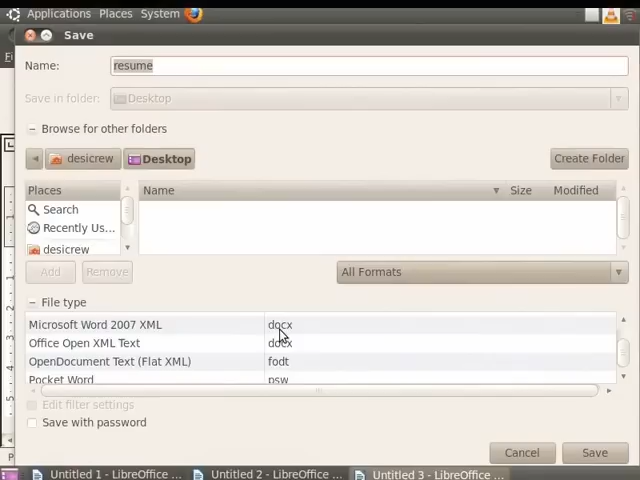 Applications Places System
Save
Fi
Name: resume
Save in folder: Desktop
Browse for other folders
desicrew Desktop Create Folder
Places Name Size Modified
Search
Recently Us...
desicrew
Add Remove All Formats
File type
Microsoft Word 2007 XML docx
Office Open XML Text docx
OpenDocument Text (Flat XML) fodt
Pocket Word psw
Edit filter settings
Save with password
Cancel Save
Untitled 1 - LibreOffice ... Untitled 2 - LibreOffice ... Untitled 3 - LibreOffice ...